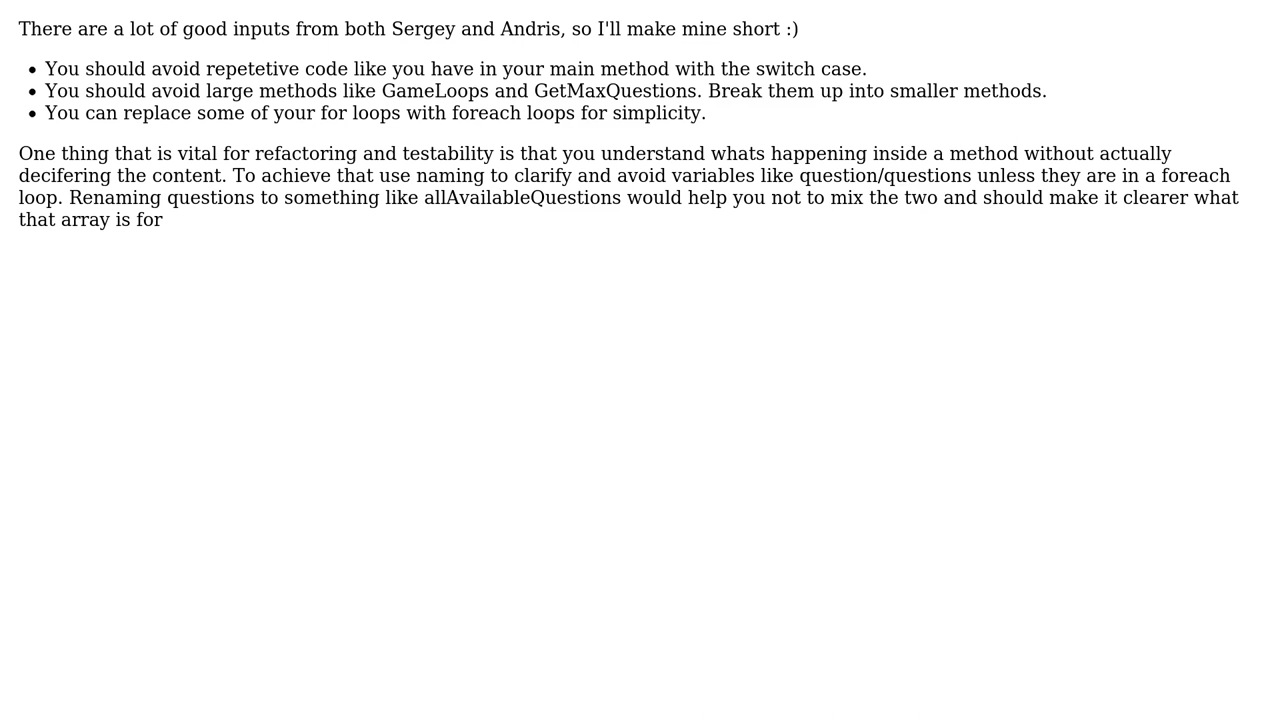 There are a lot of good inputs from both Sergey and Andris, so I'll make mine short :)
• You should avoid repetetive code like you have in your main method with the switch case.
• You should avoid large methods like GameLoops and GetMaxQuestions. Break them up into smaller methods.
• You can replace some of your for loops with foreach loops for simplicity.
One thing that is vital for refactoring and testability is that you understand whats happening inside a method without actually
decifering the content. To achieve that use naming to clarify and avoid variables like question/questions unless they are in a foreach
loop. Renaming questions to something like allAvailableQuestions would help you not to mix the two and should make it clearer what
that array is for